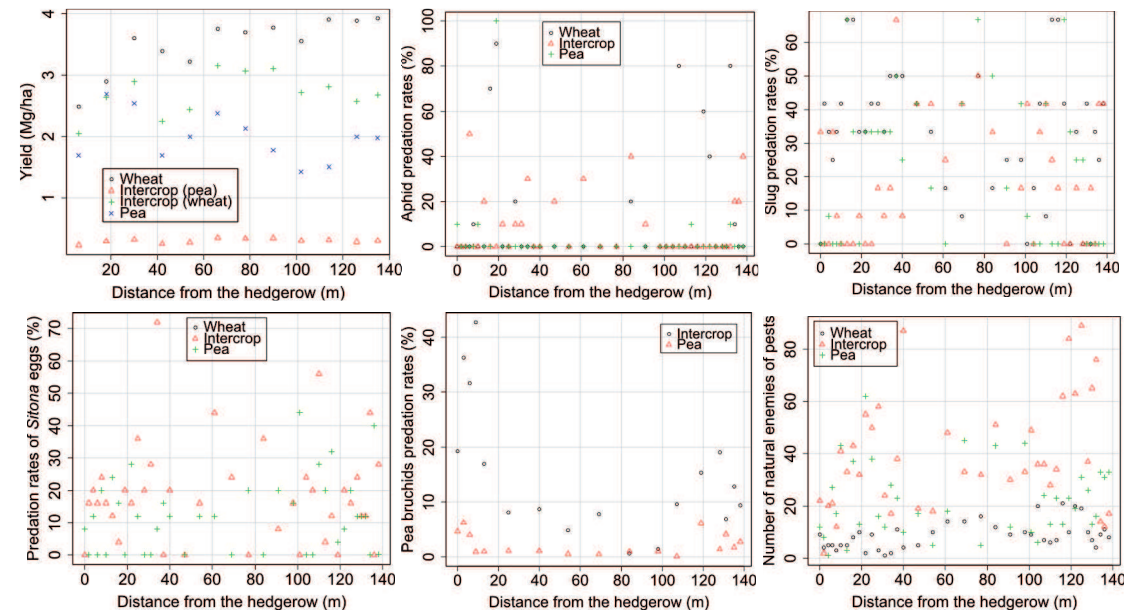 Yield (Mg/ha)
4
3
2
1
Wheat
Intercrop (pea)
Intercrop (wheat)
Pea
20 40 60 80 100 120 140
Distance from the hedgerow (m)
Aphid predation rates (%)
100
80
60
40
20
0
Wheat
Intercrop
Pea
0 20 40 60 80 100 120 140
Distance from the hedgerow (m)
Slug predation rates (%)
60
50
40
30
20
10
0
0 20 40 60 80 100 120 140
Distance from the hedgerow (m)
Predation rates of Sitona eggs (%)
70
60
50
40
30
20
10
0
Wheat
Intercrop
Pea
0 20 40 60 80 100 120 140
Distance from the hedgerow (m)
Pea bruchids predation rates (%)
40
30
20
10
0
Intercrop
Pea
0 20 40 60 80 100 120 140
Distance from the hedgerow (m)
Number of natural enemies of pests
80
60
40
20
0
Wheat
Intercrop
Pea
0 20 40 60 80 100 120 140
Distance from the hedgerow (m)